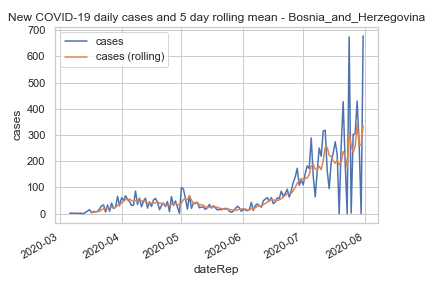 New COVID-19 daily cases and 5 day rolling mean - Bosnia_and_Herzegovina
cases
cases (rolling)
700
600
500
400
300
200
100
0
cases
2020-03
2020-04
2020-05
2020-06
2020-07
2020-08
dateRep